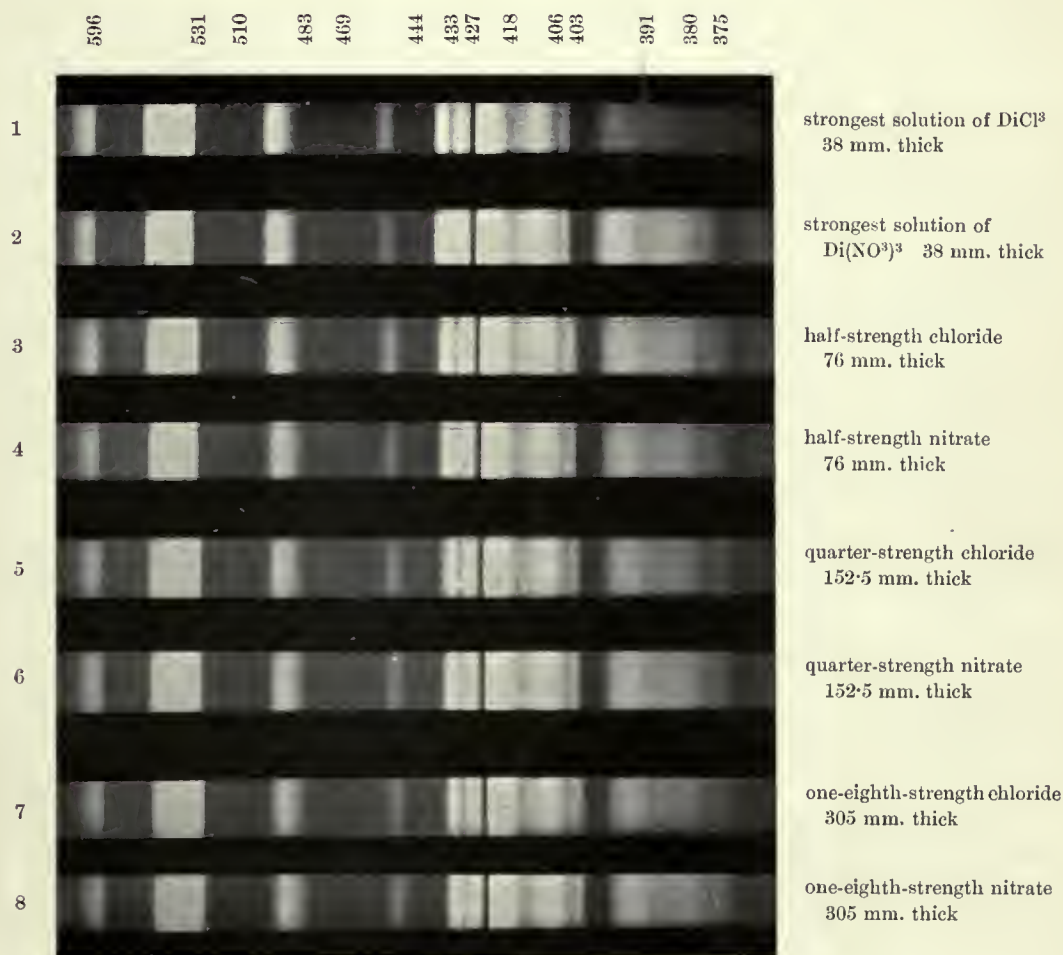 596 531 510 483 469 444 433 427 418 406 403 391 380 375
1 strongest solution of DiCl³
38 mm. thick
2 strongest solution of
Di(NO³)³ 38 mm. thick
3 half-strength chloride
76 mm. thick
4 half-strength nitrate
76 mm. thick
5 quarter-strength chloride
152·5 mm. thick
6 quarter-strength nitrate
152·5 mm. thick
7 one-eighth-strength chloride
305 mm. thick
8 one-eighth-strength nitrate
305 mm. thick